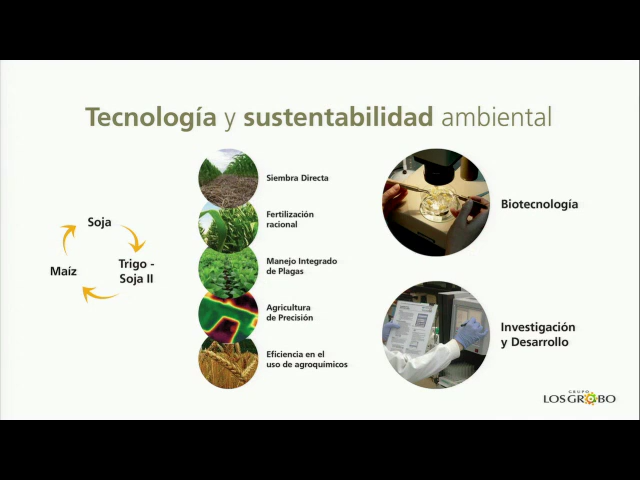 Tecnología y sustentabilidad ambiental
Soja
Trigo -
Soja II
Maíz
Siembra Directa
Fertilización
racional
Manejo Integrado
de Plagas
Agricultura
de Precisión
Eficiencia en el
uso de agroquímicos
Biotecnología
Investigación
y Desarrollo
GRUPO
LOS GROBO